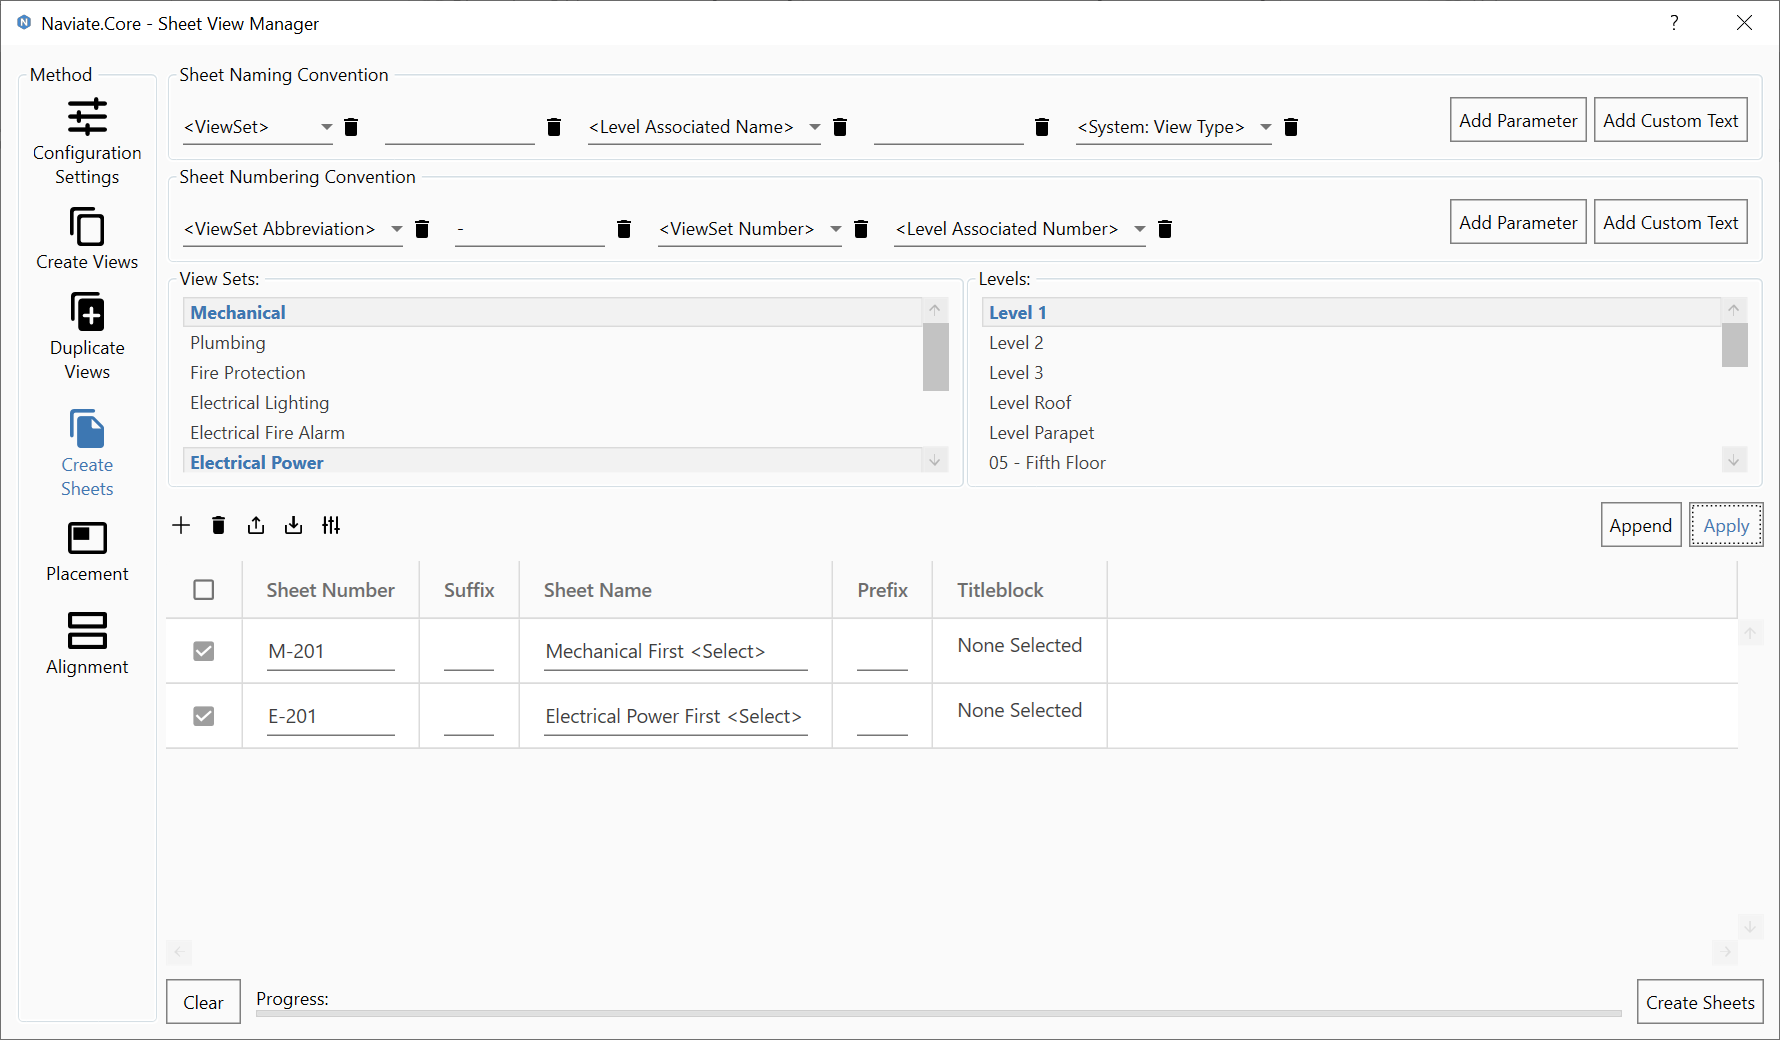 Naviate.Core - Sheet View Manager
?
Method
Configuration
Settings
Create Views
Duplicate
Views
Create
Sheets
Placement
Alignment
Sheet Naming Convention
<ViewSet> <Level Associated Name> <System: View Type> Add Parameter Add Custom Text
Sheet Numbering Convention
<ViewSet Abbreviation> - <ViewSet Number> <Level Associated Number> Add Parameter Add Custom Text
View Sets:
Mechanical
Plumbing
Fire Protection
Electrical Lighting
Electrical Fire Alarm
Electrical Power
Levels:
Level 1
Level 2
Level 3
Level Roof
Level Parapet
05 - Fifth Floor
Append Apply
Sheet Number Suffix Sheet Name Prefix Titleblock
M-201 Mechanical First <Select> None Selected
E-201 Electrical Power First <Select> None Selected
Clear Progress: Create Sheets